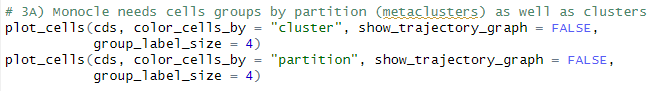 # 3A) Monocle needs cells groups by partition (metaclusters) as well as clusters
plot_cells(cds, color_cells_by = "cluster", show_trajectory_graph = FALSE,
           group_label_size = 4)
plot_cells(cds, color_cells_by = "partition", show_trajectory_graph = FALSE,
           group_label_size = 4)